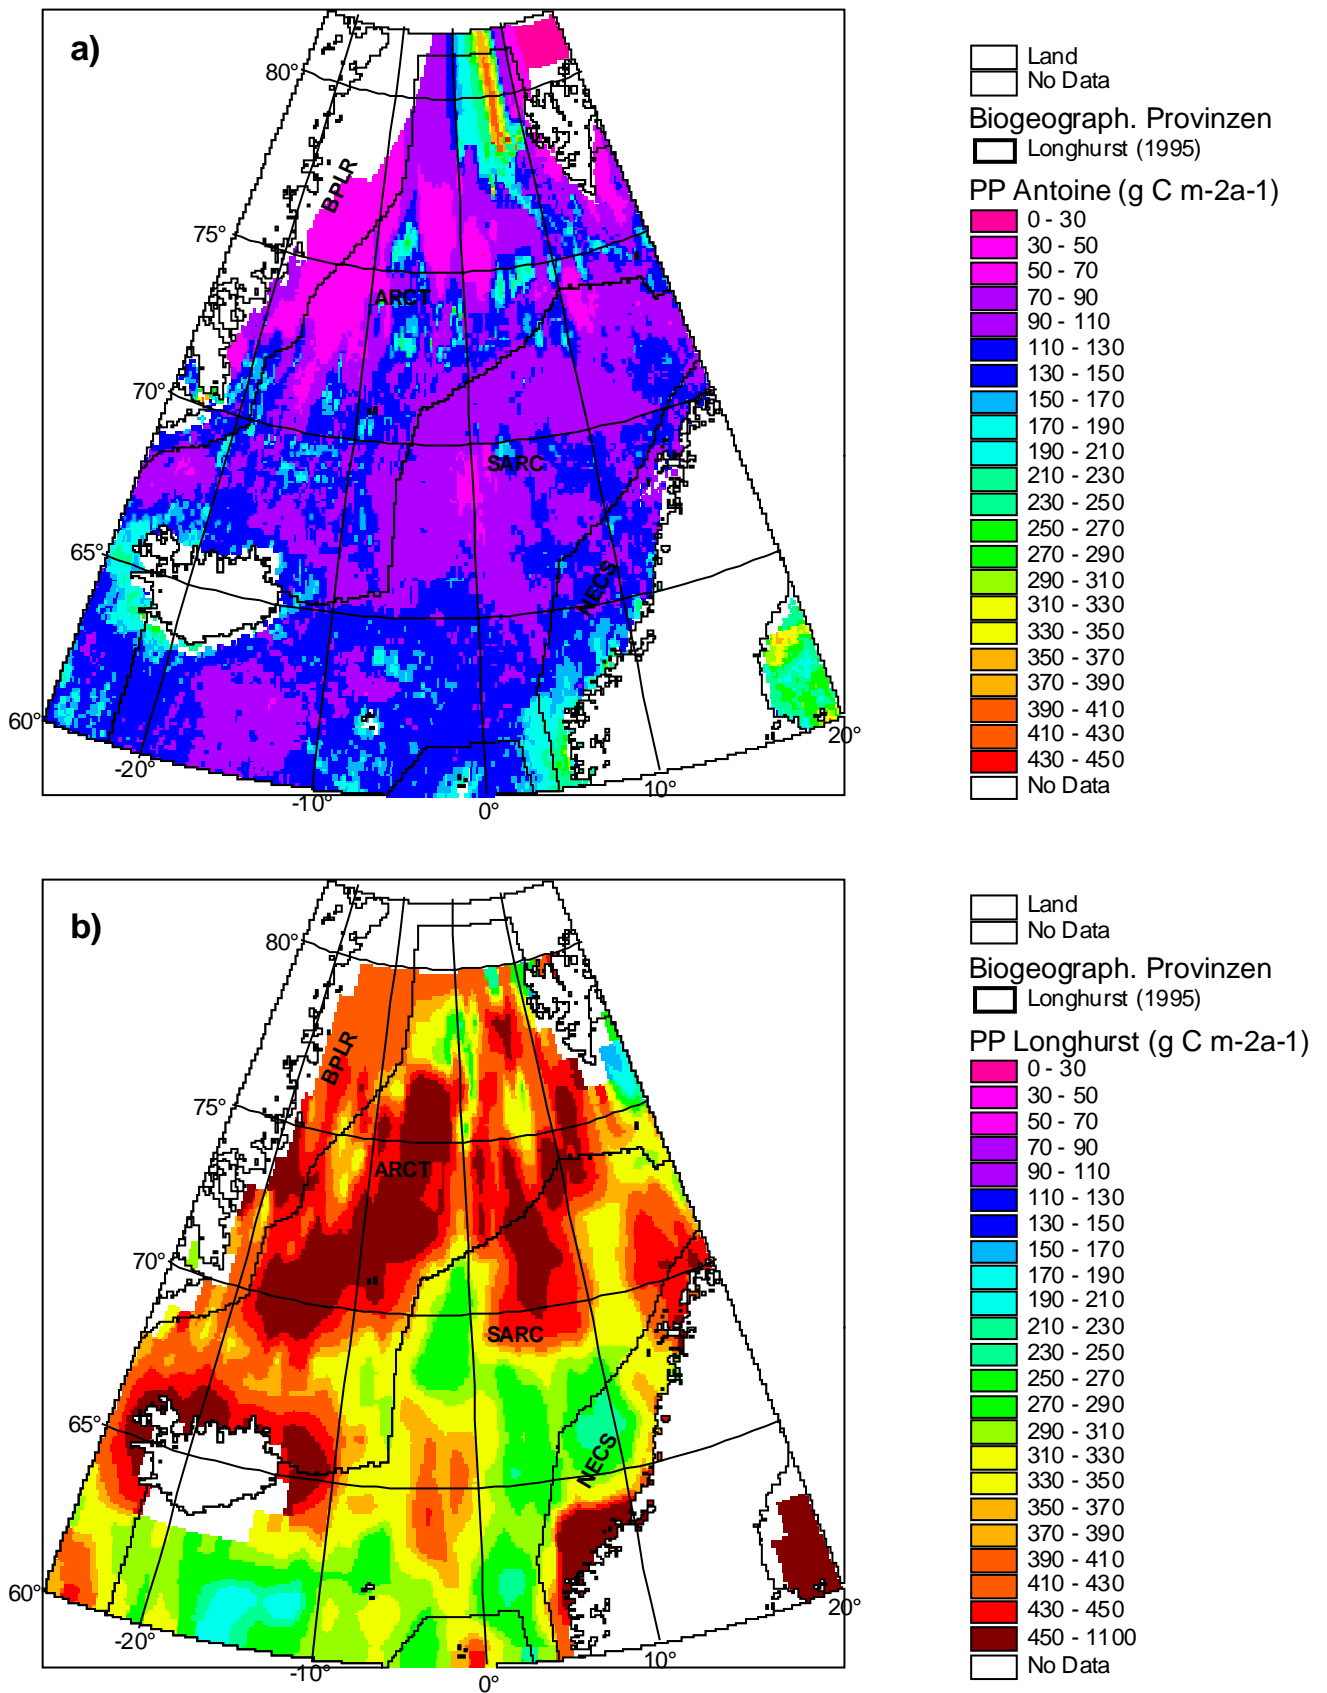 a)
80°
75°
70°
65°
60°
-20°
-10°
0°
10°
20°
BPLR
ARCT
SARC
NECS
Land
No Data
Biogeograph. Provinzen
Longhurst (1995)
PP Antoine (g C m-2a-1)
0 - 30
30 - 50
50 - 70
70 - 90
90 - 110
110 - 130
130 - 150
150 - 170
170 - 190
190 - 210
210 - 230
230 - 250
250 - 270
270 - 290
290 - 310
310 - 330
330 - 350
350 - 370
370 - 390
390 - 410
410 - 430
430 - 450
No Data
b)
80°
75°
70°
65°
60°
-20°
-10°
0°
10°
20°
BPLR
ARCT
SARC
NECS
Land
No Data
Biogeograph. Provinzen
Longhurst (1995)
PP Longhurst (g C m-2a-1)
0 - 30
30 - 50
50 - 70
70 - 90
90 - 110
110 - 130
130 - 150
150 - 170
170 - 190
190 - 210
210 - 230
230 - 250
250 - 270
270 - 290
290 - 310
310 - 330
330 - 350
350 - 370
370 - 390
390 - 410
410 - 430
430 - 450
450 - 1100
No Data